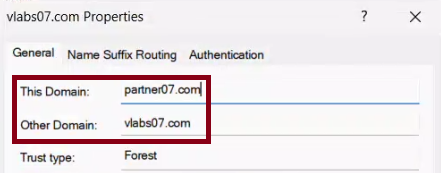 vlabs07.com Properties
?
General Name Suffix Routing Authentication
This Domain: partner07.com
Other Domain: vlabs07.com
Trust type: Forest